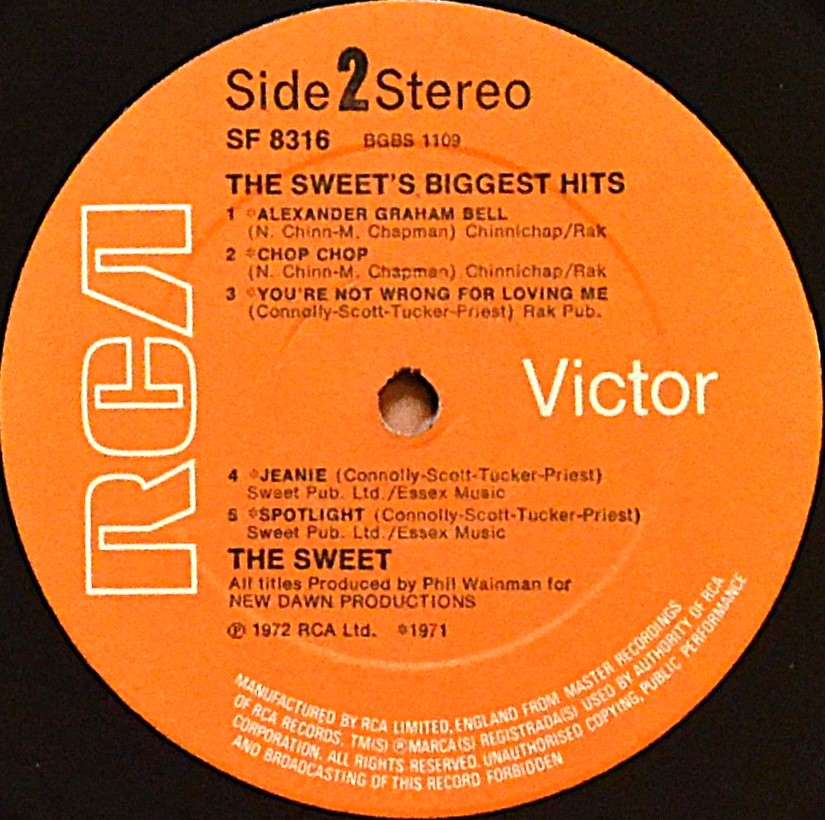 Side 2 Stereo
SF 8316 BGBS 1109
THE SWEET'S BIGGEST HITS
1 *ALEXANDER GRAHAM BELL
(N. Chinn-M. Chapman) Chinnichap/Rak
2 *CHOP CHOP
(N. Chinn-M. Chapman) Chinnichap/Rak
3 *YOU'RE NOT WRONG FOR LOVING ME
(Connolly-Scott-Tucker-Priest) Rak Pub.
RCA
Victor
4 *JEANIE (Connolly-Scott-Tucker-Priest)
Sweet Pub. Ltd./Essex Music
5 *SPOTLIGHT (Connolly-Scott-Tucker-Priest)
Sweet Pub. Ltd./Essex Music
THE SWEET
All titles Produced by Phil Wainman for
NEW DAWN PRODUCTIONS
℗ 1972 RCA Ltd. *1971
MANUFACTURED BY RCA LIMITED, ENGLAND FROM MASTER RECORDINGS
OF RCA RECORDS, TM(S) ® MARCA(S) REGISTRADA(S) USED BY AUTHORITY OF RCA
CORPORATION. ALL RIGHTS RESERVED. UNAUTHORISED COPYING, PUBLIC PERFORMANCE
AND BROADCASTING OF THIS RECORD FORBIDDEN